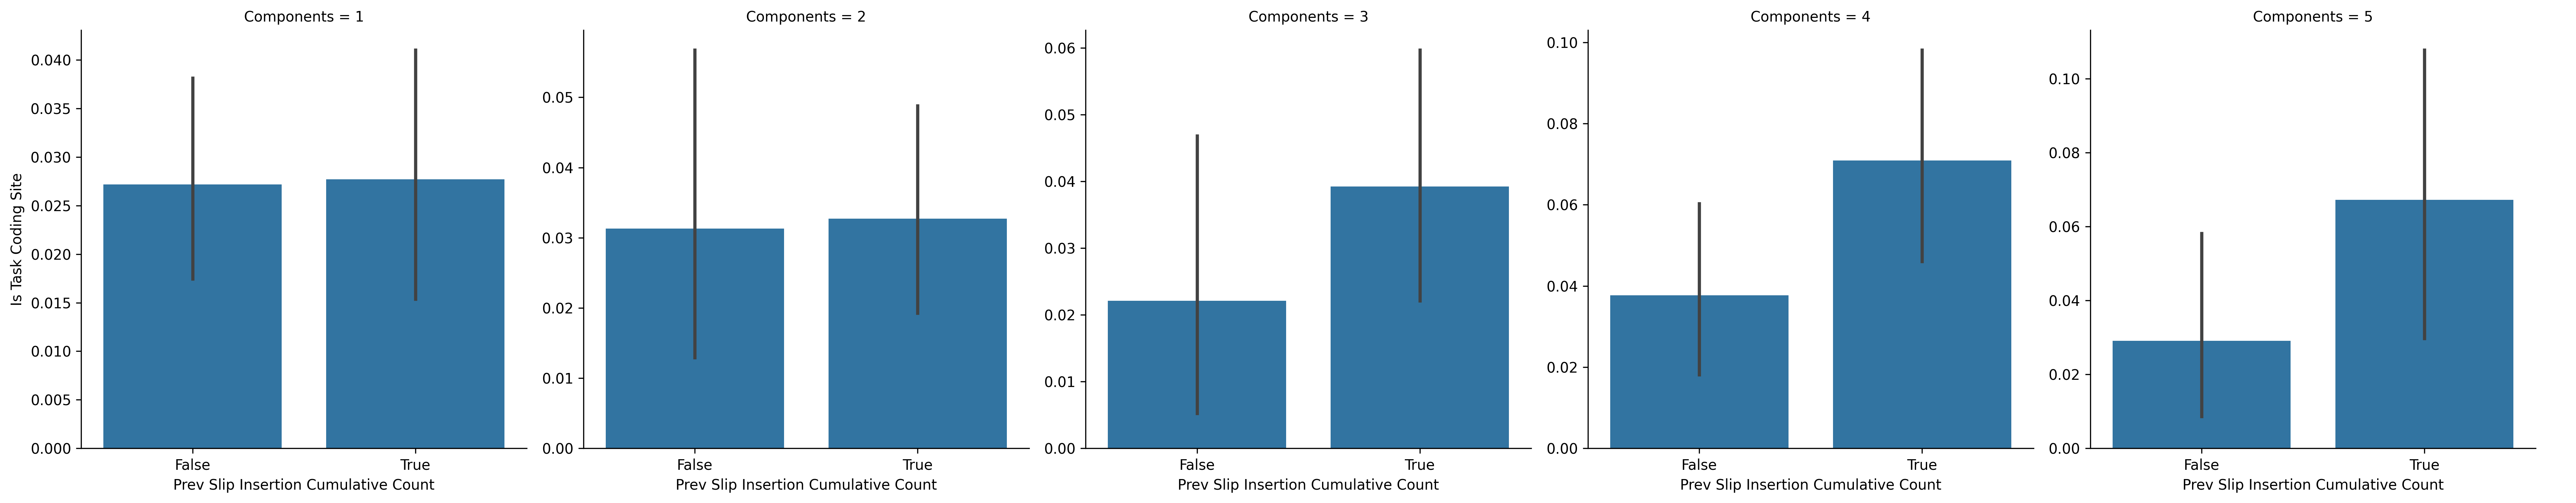 Components = 1
Is Task Coding Site
0.040
0.035
0.030
0.025
0.020
0.015
0.010
0.005
0.000
False
True
Prev Slip Insertion Cumulative Count
Components = 2
0.05
0.04
0.03
0.02
0.01
0.00
False
True
Prev Slip Insertion Cumulative Count
Components = 3
0.06
0.05
0.04
0.03
0.02
0.01
0.00
False
True
Prev Slip Insertion Cumulative Count
Components = 4
0.10
0.08
0.06
0.04
0.02
0.00
False
True
Prev Slip Insertion Cumulative Count
Components = 5
0.10
0.08
0.06
0.04
0.02
0.00
False
True
Prev Slip Insertion Cumulative Count